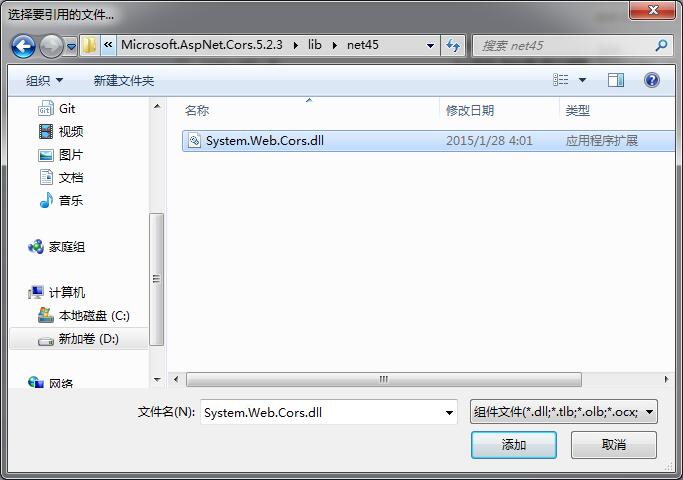 选择要引用的文件...
« Microsoft.AspNet.Cors.5.2.3 lib net45 搜索 net45
组织 新建文件夹
Git
视频
图片
文档
音乐
家庭组
计算机
本地磁盘 (C:)
新加卷 (D:)
网络
名称 修改日期 类型
System.Web.Cors.dll 2015/1/28 4:01 应用程序扩展
文件名(N): System.Web.Cors.dll 组件文件(*.dll;*.tlb;*.olb;*.ocx;
添加 取消